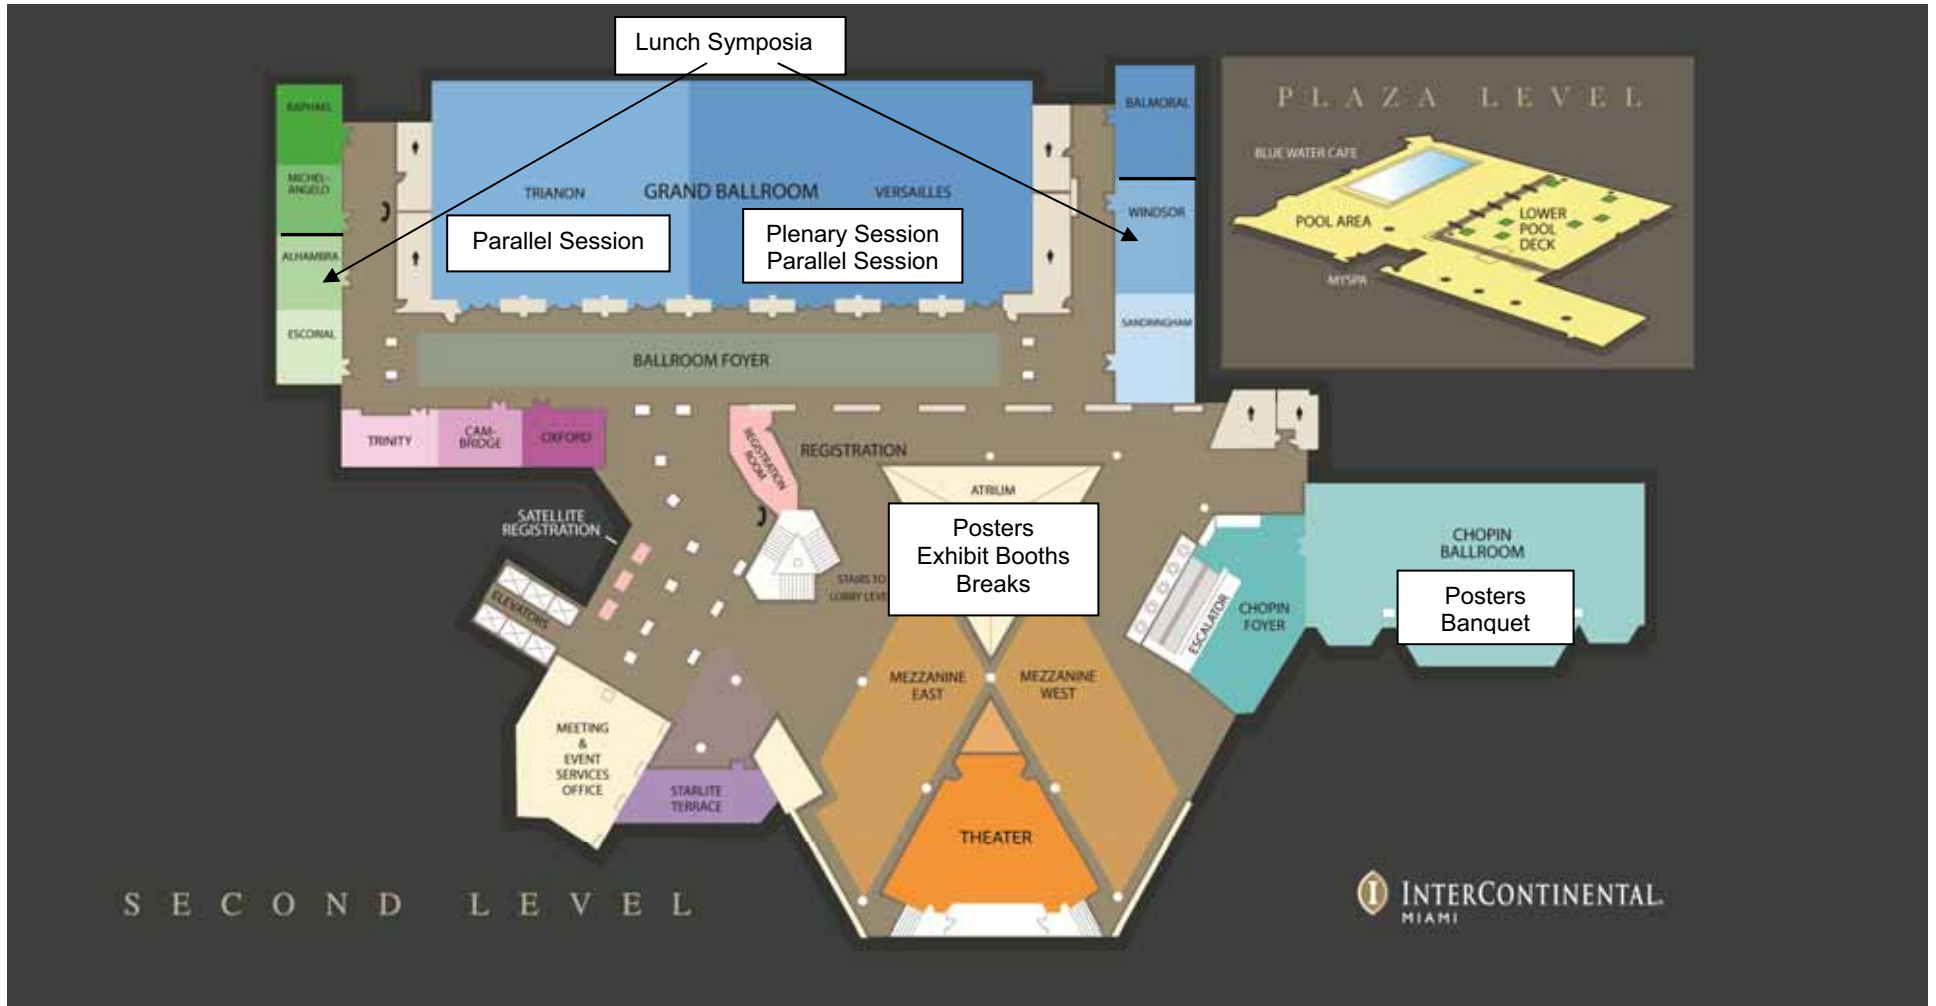 Lunch Symposia
RAPHAEL
MICHEL-
ANGELO
ALHAMBRA
ESCORIAL
TRIANON
GRAND BALLROOM
VERSAILLES
Parallel Session
Plenary Session
Parallel Session
BALMORAL
WINDSOR
SANDRINGHAM
PLAZA LEVEL
BLUE WATER CAFE
POOL AREA
LOWER
POOL
DECK
MYSPA
BALLROOM FOYER
TRINITY
CAM-
BRIDGE
OXFORD
REGISTRATION
ROOM
REGISTRATION
ATRIUM
Posters
Exhibit Booths
Breaks
SATELLITE
REGISTRATION
STAIRS TO
LOBBY LEVE
ELEVATORS
ESCALATOR
CHOPIN
FOYER
CHOPIN
BALLROOM
Posters
Banquet
MEZZANINE
EAST
MEZZANINE
WEST
MEETING
&
EVENT
SERVICES
OFFICE
STARLITE
TERRACE
THEATER
SECOND LEVEL
I INTERCONTINENTAL.
MIAMI